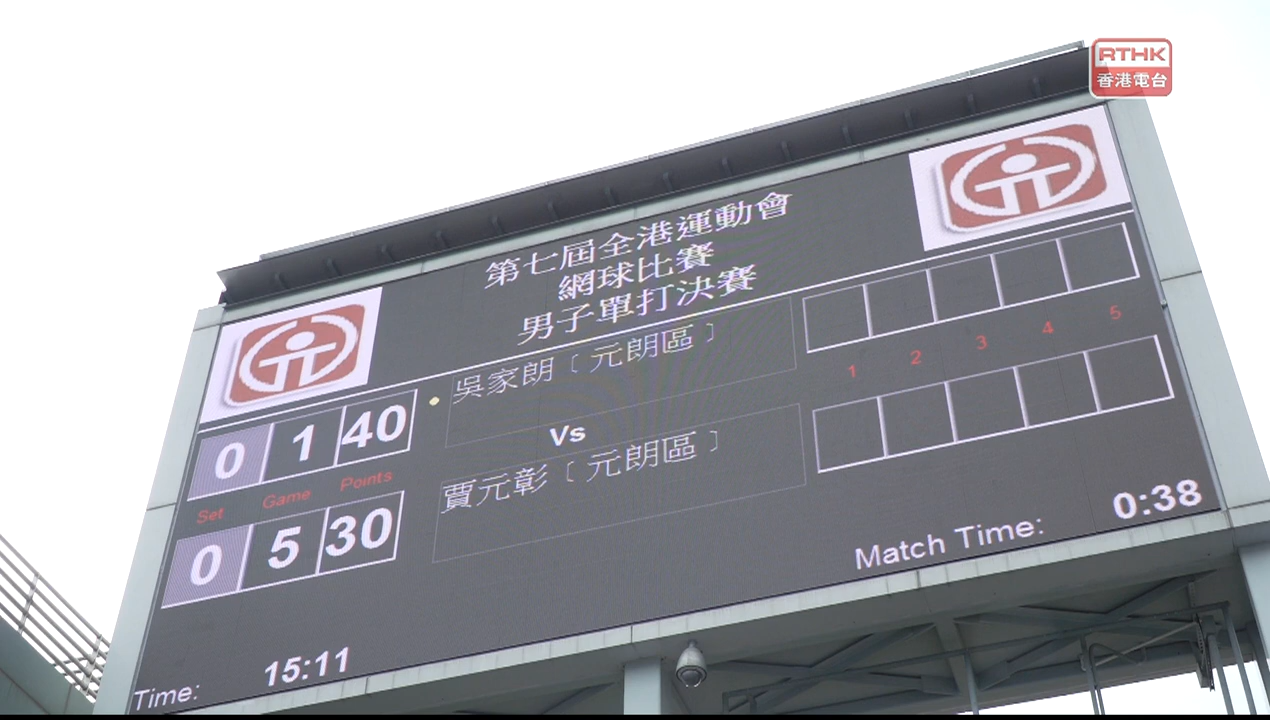 RTHK
香港電台
第七屆全港運動會
網球比賽
男子單打決賽
0 1 40 吳家朗﹝元朗區﹞
Set Game Points Vs 1 2 3 4 5
0 5 30 賈元彰﹝元朗區﹞
Match Time: 0:38
Time: 15:11